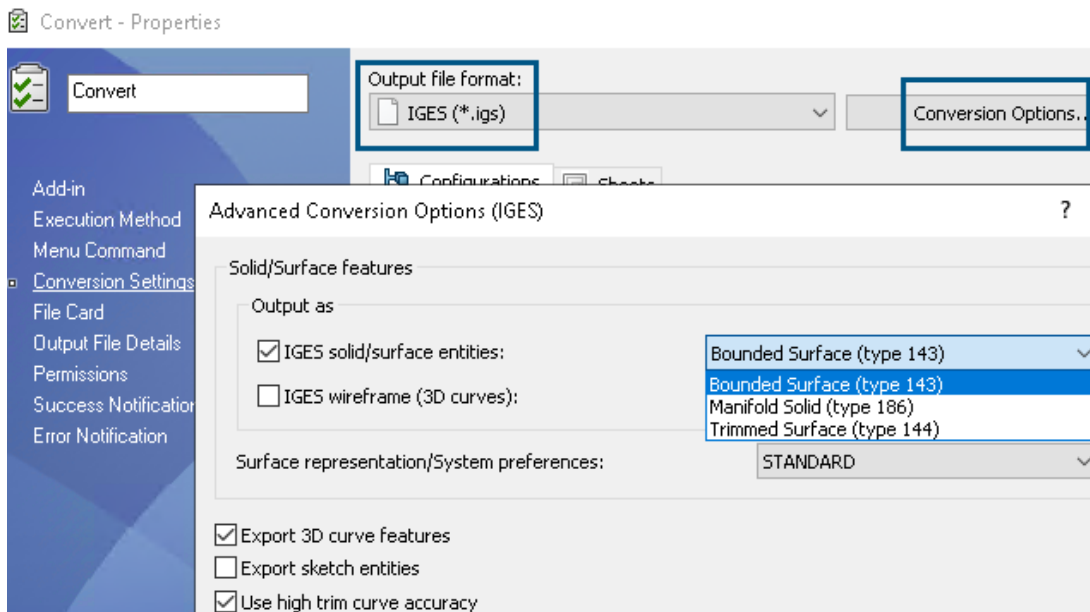 Convert - Properties
Convert
Add-in
Execution Method
Menu Command
Conversion Settings
File Card
Output File Details
Permissions
Success Notification
Error Notification
Output file format:
IGES (*.igs)
Conversion Options..
Configurations
Sheets
Advanced Conversion Options (IGES)
?
Solid/Surface features
Output as
IGES solid/surface entities:
Bounded Surface (type 143)
Bounded Surface (type 143)
Manifold Solid (type 186)
Trimmed Surface (type 144)
IGES wireframe (3D curves):
Surface representation/System preferences:
STANDARD
Export 3D curve features
Export sketch entities
Use high trim curve accuracy